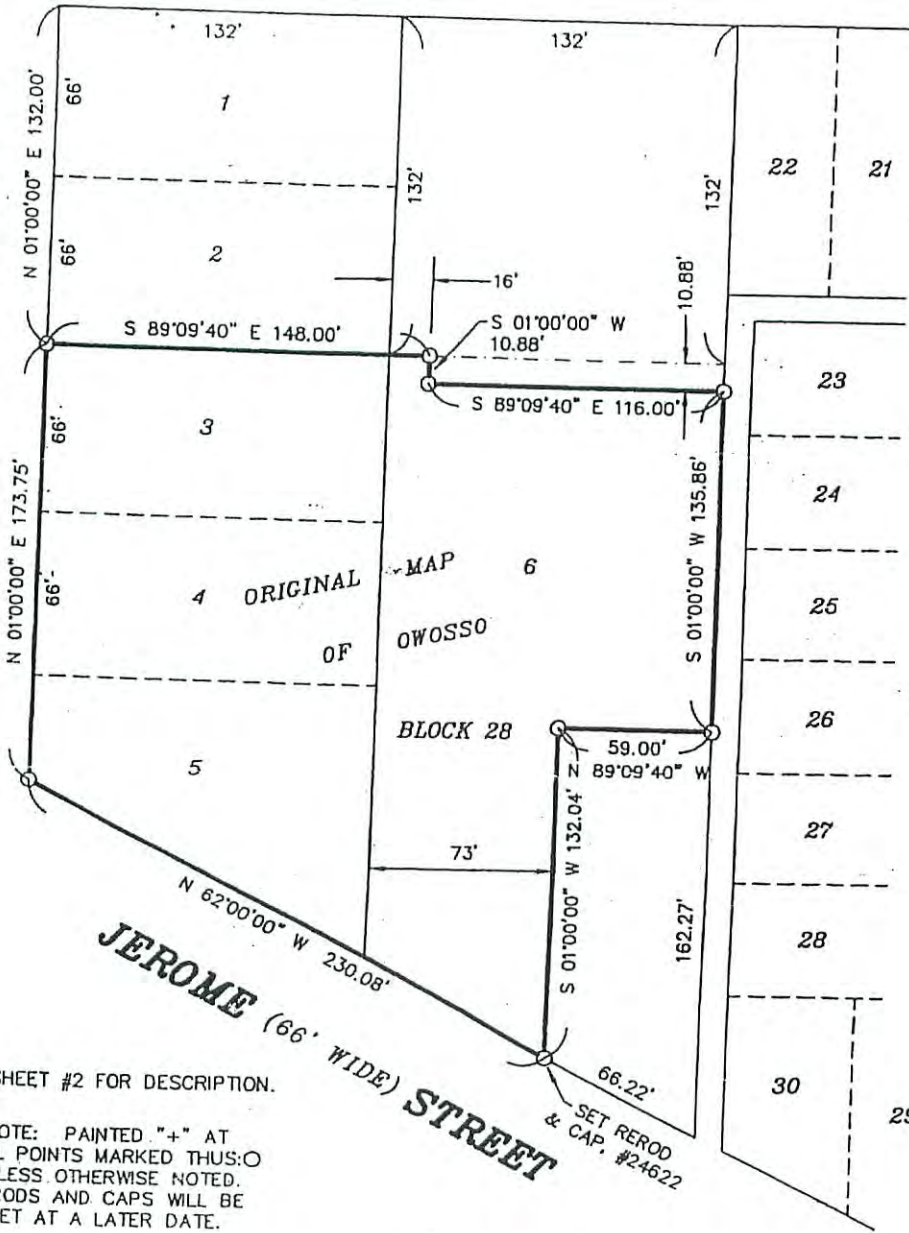 132'
132'
N 01°00'00" E 132.00'
66'
1
132'
132'
22
21
66'
2
16'
10.88'
S 89°09'40" E 148.00'
S 01°00'00" W
10.88'
S 89°09'40" E 116.00'
23
N 01°00'00" E 173.75'
66'
3
24
S 01°00'00" W 135.86'
66'
4
ORIGINAL MAP
6
25
OF OWOSSO
26
BLOCK 28
59.00'
N 89°09'40" W
5
27
73'
S 01°00'00" W 132.04'
162.27'
28
N 62°00'00" W 230.08'
JEROME (66' WIDE) STREET
66.22'
30
29
SET REROD
& CAP, #24622
SHEET #2 FOR DESCRIPTION.
OTE: PAINTED "+" AT
L POINTS MARKED THUS:O
LESS OTHERWISE NOTED.
RODS AND CAPS WILL BE
ET AT A LATER DATE.